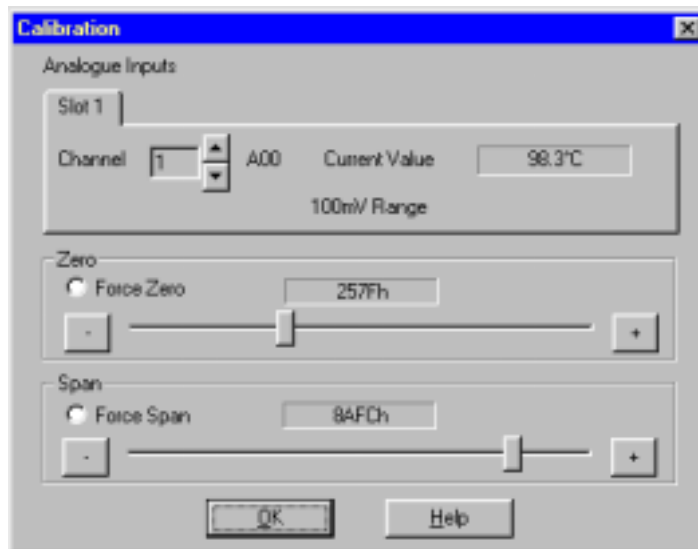 Calibration
Analogue Inputs
Slot 1
Channel 1 A00 Current Value 98.3°C
100mV Range
Zero
Force Zero 257Fh
- +
Span
Force Span 8AFCh
- +
OK Help